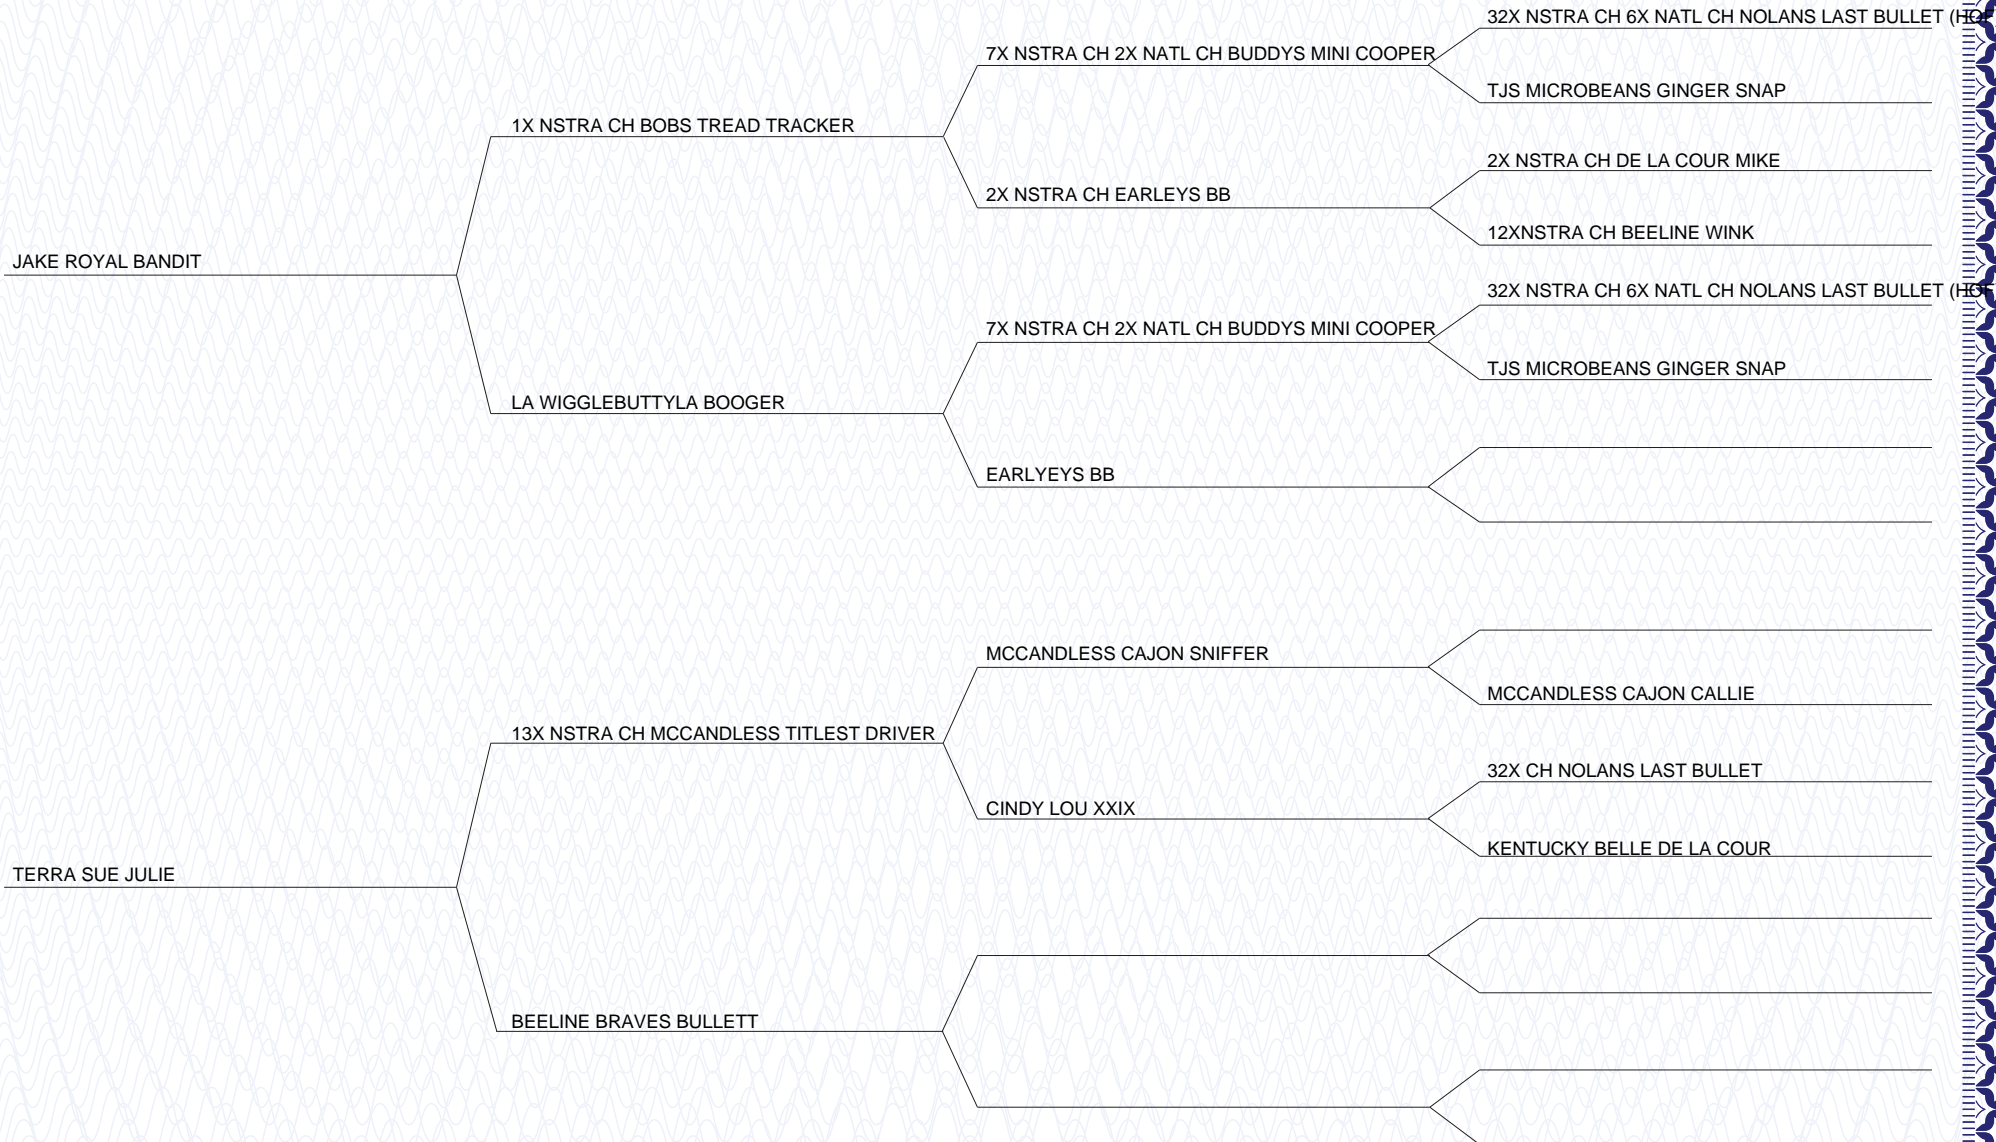 32X NSTRA CH 6X NATL CH NOLANS LAST BULLET (HOF
7X NSTRA CH 2X NATL CH BUDDYS MINI COOPER
TJS MICROBEANS GINGER SNAP
1X NSTRA CH BOBS TREAD TRACKER
2X NSTRA CH DE LA COUR MIKE
2X NSTRA CH EARLEYS BB
12XNSTRA CH BEELINE WINK
JAKE ROYAL BANDIT
32X NSTRA CH 6X NATL CH NOLANS LAST BULLET (HOF
7X NSTRA CH 2X NATL CH BUDDYS MINI COOPER
TJS MICROBEANS GINGER SNAP
LA WIGGLEBUTTYLA BOOGER
EARLYEYS BB
MCCANDLESS CAJON SNIFFER
MCCANDLESS CAJON CALLIE
13X NSTRA CH MCCANDLESS TITLEST DRIVER
32X CH NOLANS LAST BULLET
CINDY LOU XXIX
KENTUCKY BELLE DE LA COUR
TERRA SUE JULIE
BEELINE BRAVES BULLETT